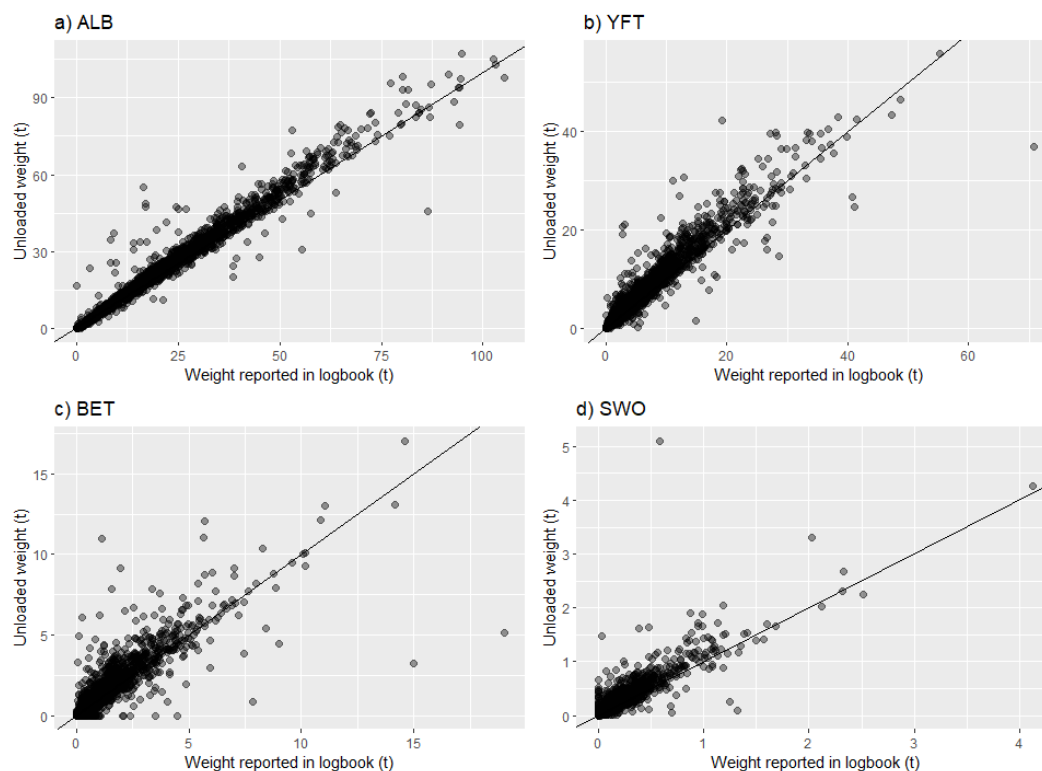 a) ALB
Unloaded weight (t)
90
60
30
0
0
25
50
75
100
Weight reported in logbook (t)
b) YFT
Unloaded weight (t)
40
20
0
0
20
40
60
Weight reported in logbook (t)
c) BET
Unloaded weight (t)
15
10
5
0
0
5
10
15
Weight reported in logbook (t)
d) SWO
Unloaded weight (t)
5
4
3
2
1
0
0
1
2
3
4
Weight reported in logbook (t)